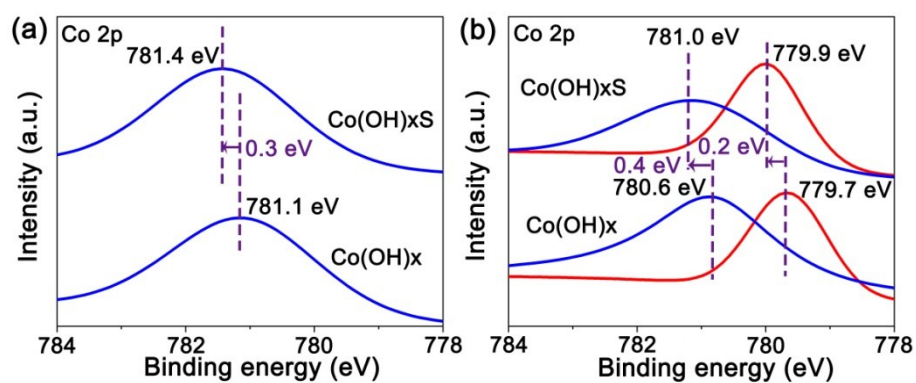 (a)
Co 2p
781.4 eV
Co(OH)xS
0.3 eV
781.1 eV
Co(OH)x
Intensity (a.u.)
784
782
780
778
Binding energy (eV)
(b)
Co 2p
781.0 eV
779.9 eV
Co(OH)xS
0.2 eV
0.4 eV
780.6 eV
779.7 eV
Co(OH)x
Intensity (a.u.)
784
782
780
778
Binding energy (eV)